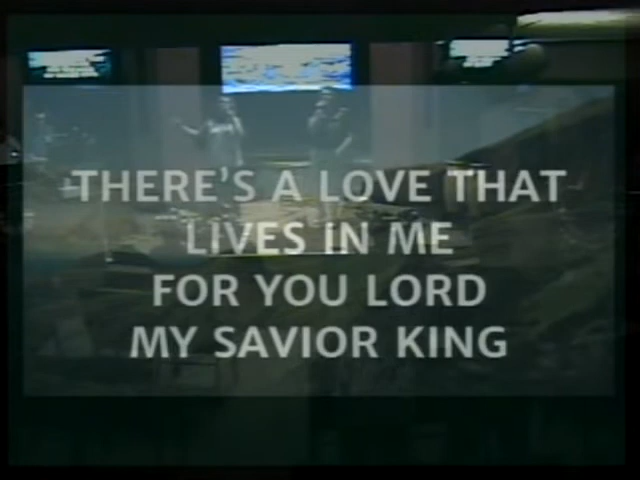 THERE'S A LOVE THAT
LIVES IN ME
FOR YOU LORD
MY SAVIOR KING